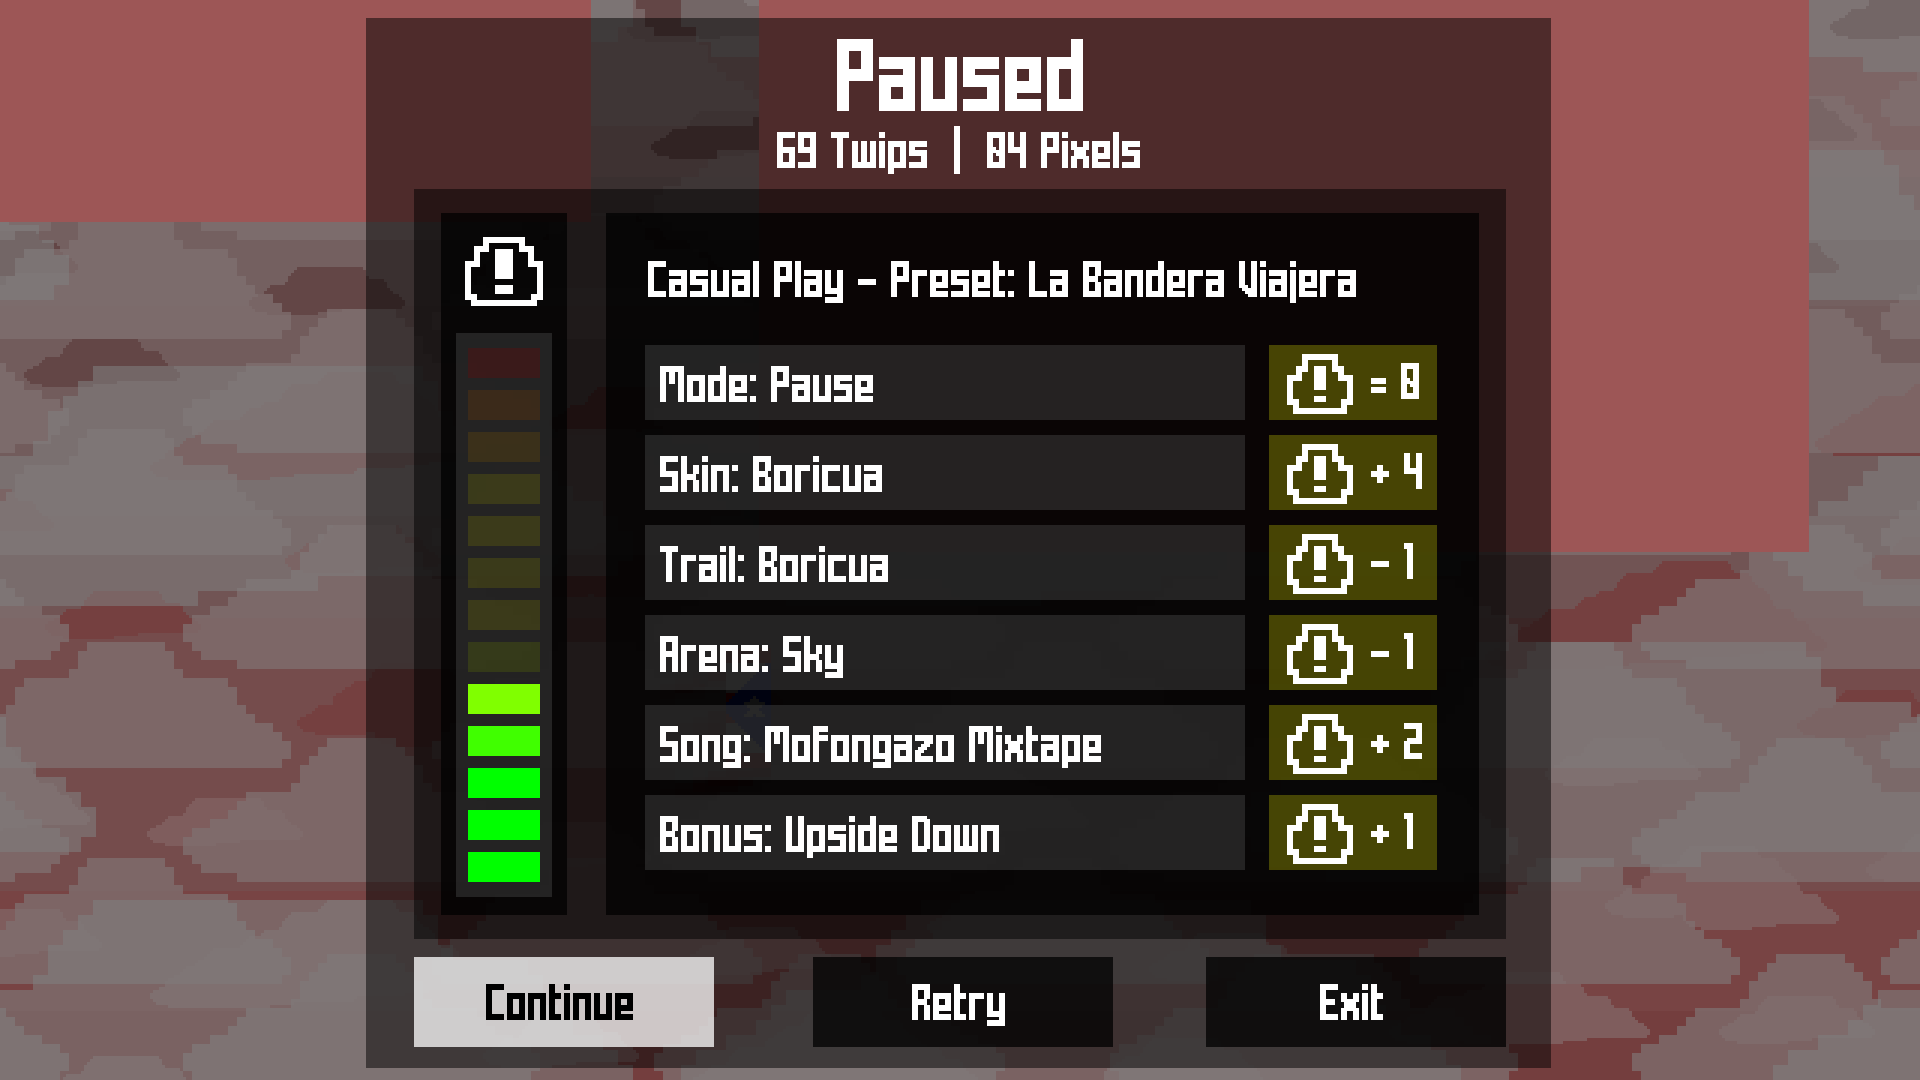 Paused
69 Twips | 04 Pixels
Casual Play - Preset: La Bandera Viajera
Mode: Pause = 0
Skin: Boricua + 4
Trail: Boricua - 1
Arena: Sky - 1
Song: Mofongazo Mixtape + 2
Bonus: Upside Down + 1
Continue Retry Exit